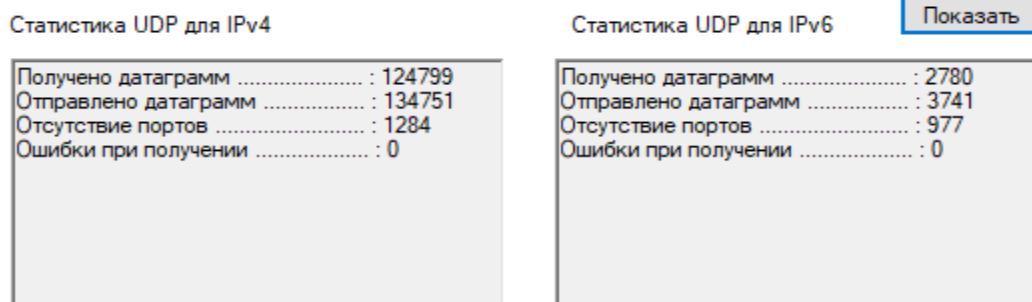 Статистика UDP для IPv4
Получено датаграмм ..................... : 124799
Отправлено датаграмм ................. : 134751
Отсутствие портов ......................... : 1284
Ошибки при получении ................... : 0
Статистика UDP для IPv6
Показать
Получено датаграмм ..................... : 2780
Отправлено датаграмм ................. : 3741
Отсутствие портов ......................... : 977
Ошибки при получении ................... : 0